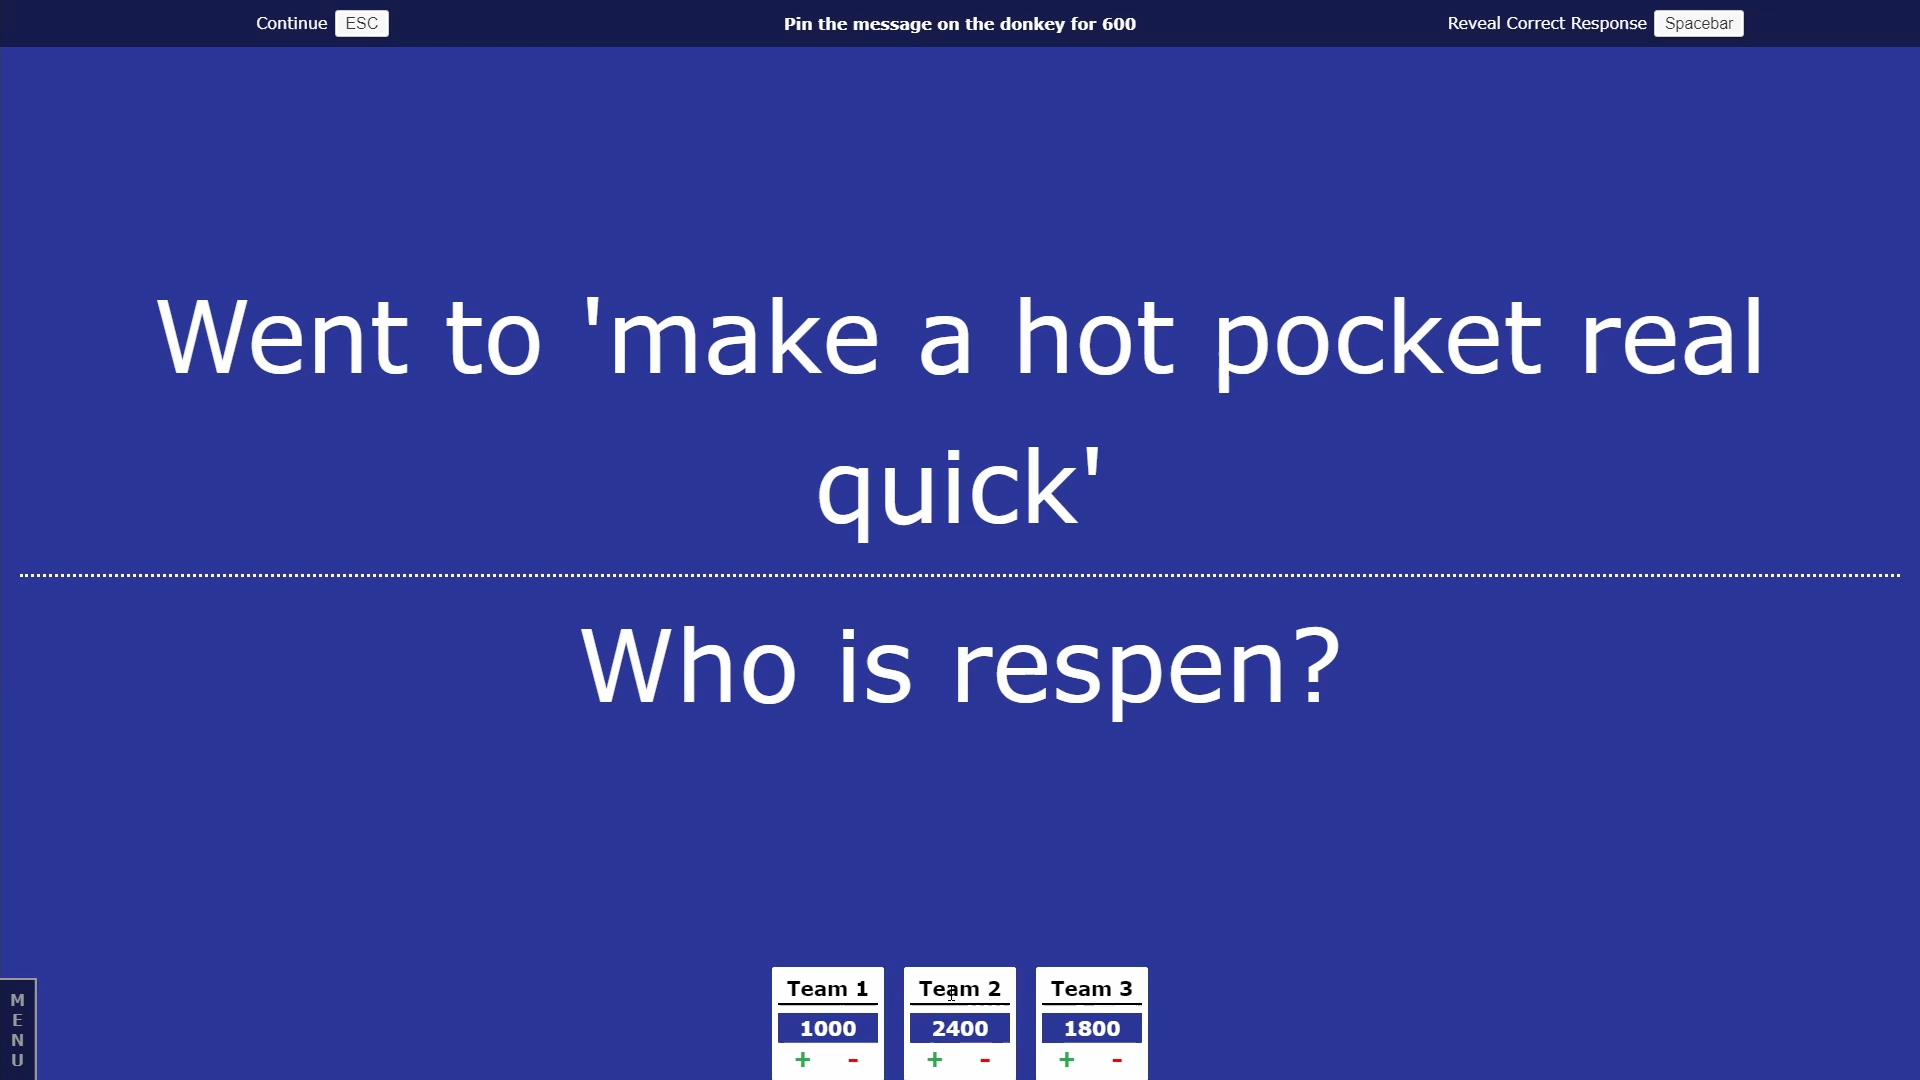 Continue ESC
Pin the message on the donkey for 600
Reveal Correct Response Spacebar
Went to 'make a hot pocket real
quick'
Who is respen?
MENU
Team 1 Team 2 Team 3
1000 2400 1800
+ - + - + -